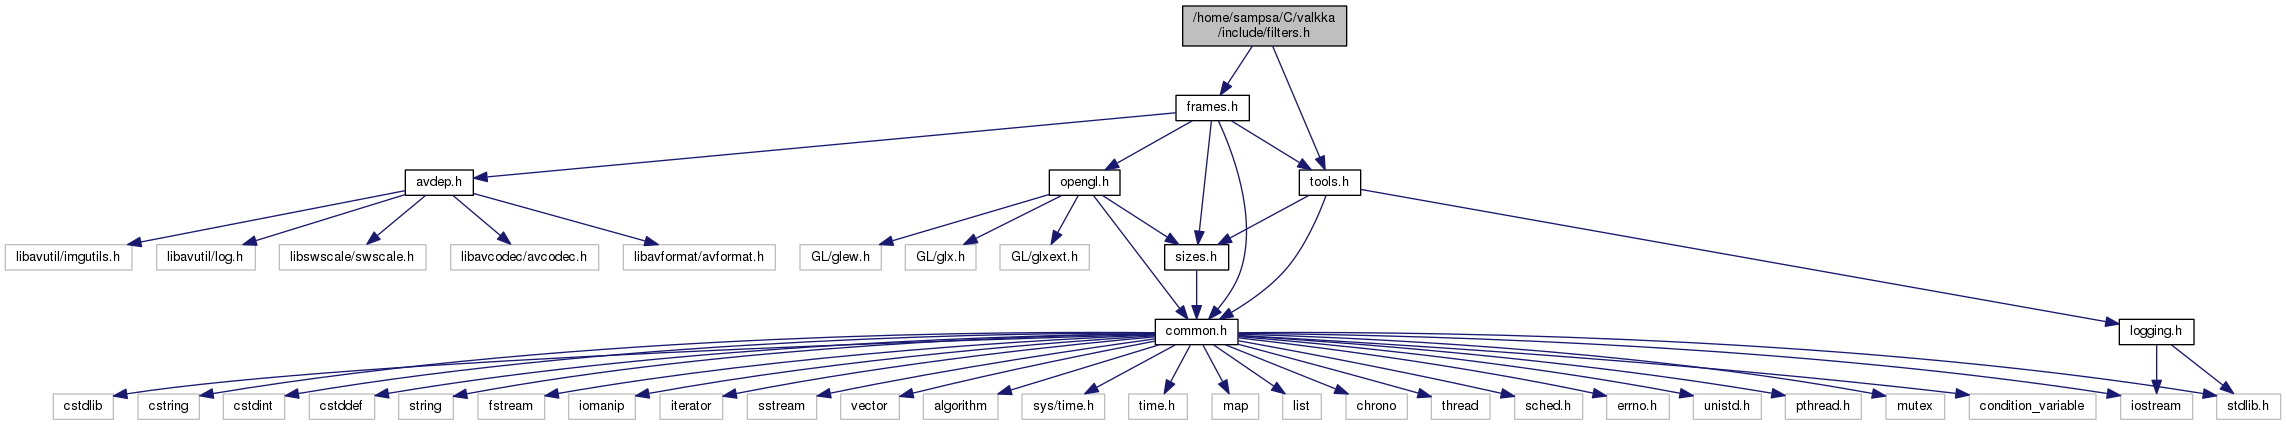 /home/sampsa/C/valkka
/include/filters.h
frames.h
avdep.h
opengl.h
tools.h
libavutil/imgutils.h
libavutil/log.h
libswscale/swscale.h
libavcodec/avcodec.h
libavformat/avformat.h
GL/glew.h
GL/glx.h
GL/glxext.h
sizes.h
common.h
logging.h
cstdlib
cstring
cstdint
cstddef
string
fstream
iomanip
iterator
sstream
vector
algorithm
sys/time.h
time.h
map
list
chrono
thread
sched.h
errno.h
unistd.h
pthread.h
mutex
condition_variable
iostream
stdlib.h